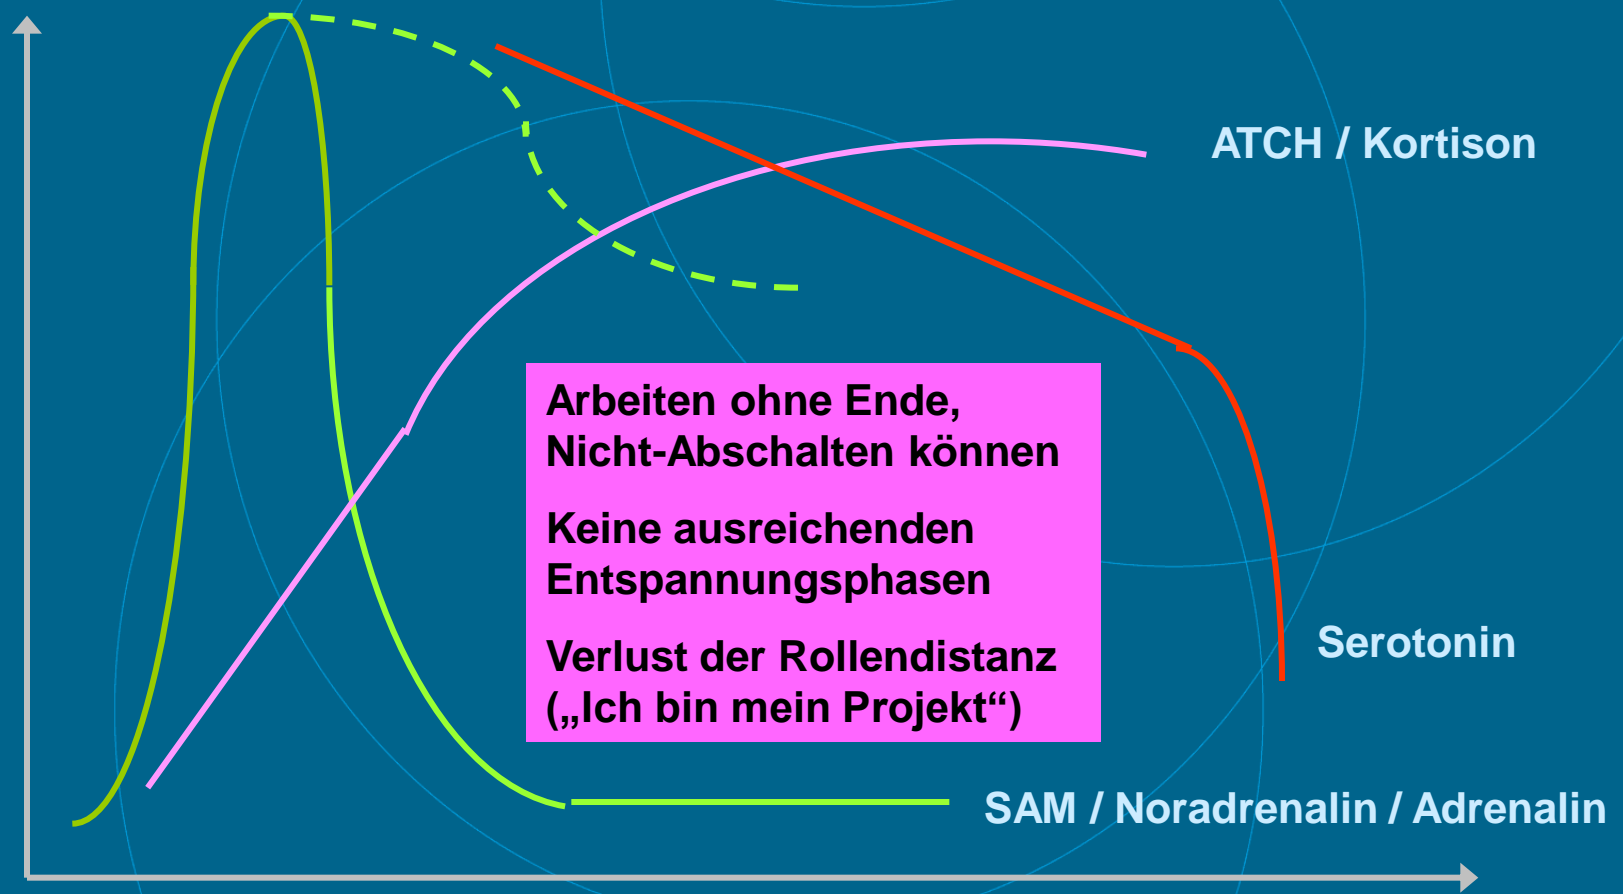 ATCH / Kortison
Arbeiten ohne Ende,
Nicht-Abschalten können
Keine ausreichenden
Entspannungsphasen
Verlust der Rollendistanz
(„Ich bin mein Projekt“)
Serotonin
SAM / Noradrenalin / Adrenalin